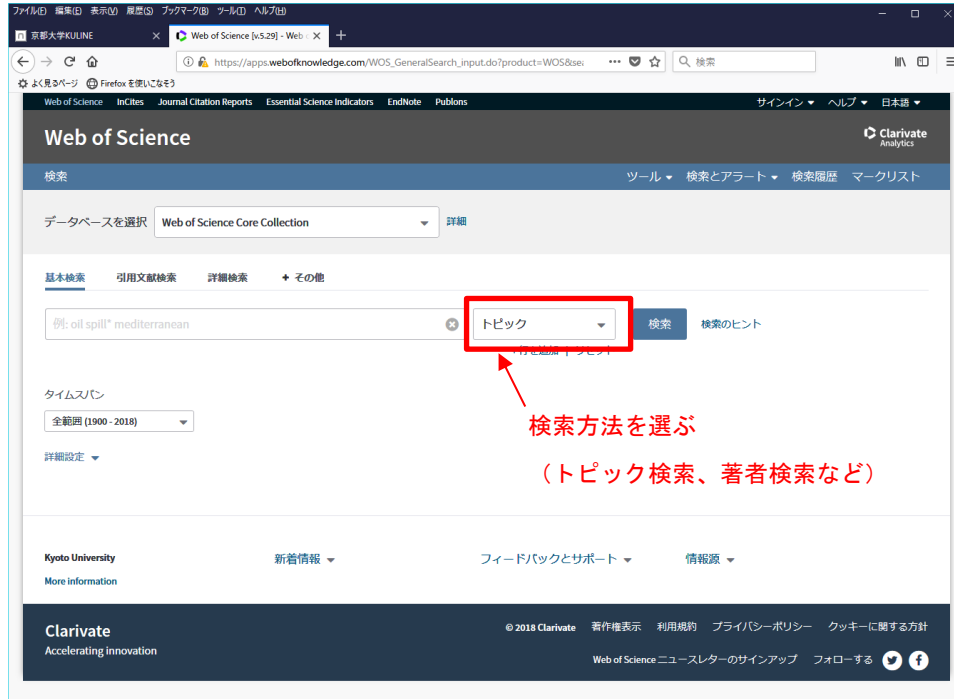 ファイル(F) 編集(E) 表示(V) 履歴(S) ブックマーク(B) ツール(T) ヘルプ(H)
京都大学KULINE
Web of Science [v.5.29] - Web
https://apps.webofknowledge.com/WOS_GeneralSearch_input.do?product=WOS&sea
検索
よく見るページ Firefox を使いこなそう
Web of Science InCites Journal Citation Reports Essential Science Indicators EndNote Publons サインイン ヘルプ 日本語
Web of Science
Clarivate
Analytics
検索 ツール 検索とアラート 検索履歴 マークリスト
データベースを選択 Web of Science Core Collection 詳細
基本検索 引用文献検索 詳細検索 + その他
例: oil spill* mediterranean トピック 検索 検索のヒント
+行を追加 | リセット
タイムスパン
全範囲 (1900 - 2018)
検索方法を選ぶ
詳細設定
(トピック検索、著者検索など)
Kyoto University 新着情報 フィードバックとサポート 情報源
More information
Clarivate
Accelerating innovation
© 2018 Clarivate 著作権表示 利用規約 プライバシーポリシー クッキーに関する方針
Web of Science ニュースレターのサインアップ フォローする